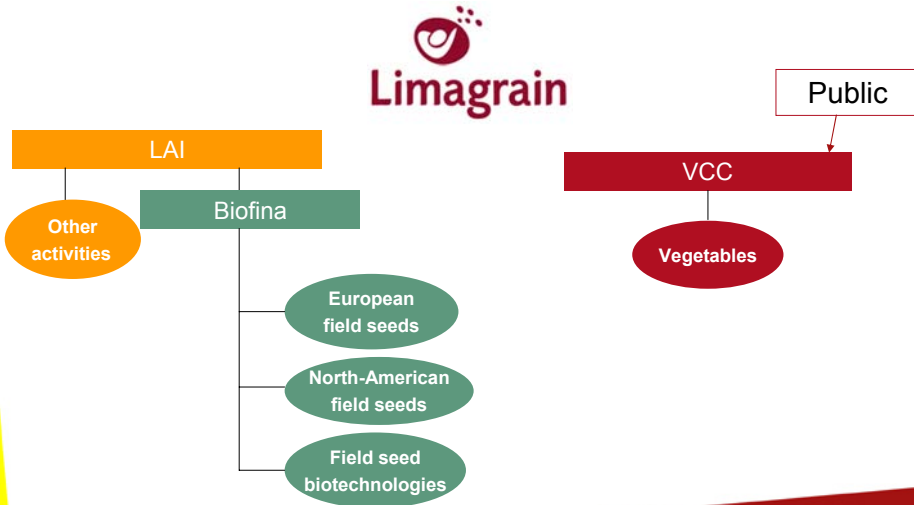 Limagrain
Public
LAI
VCC
Biofina
Other
activities
Vegetables
European
field seeds
North-American
field seeds
Field seed
biotechnologies